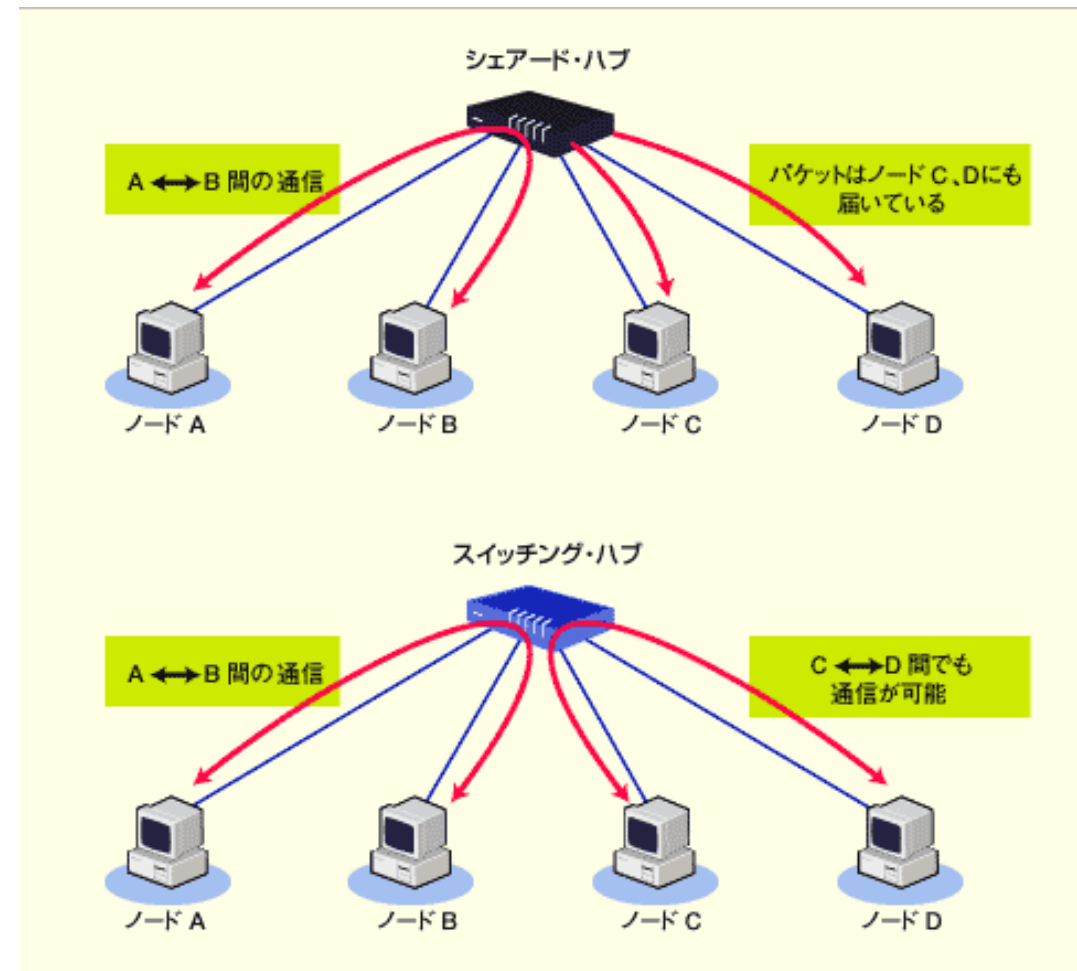 シェアード・ハブ
A ⟷ B 間の通信
パケットはノード C、Dにも
届いている
ノード A
ノード B
ノード C
ノード D
スイッチング・ハブ
A ⟷ B 間の通信
C ⟷ D 間でも
通信が可能
ノード A
ノード B
ノード C
ノード D